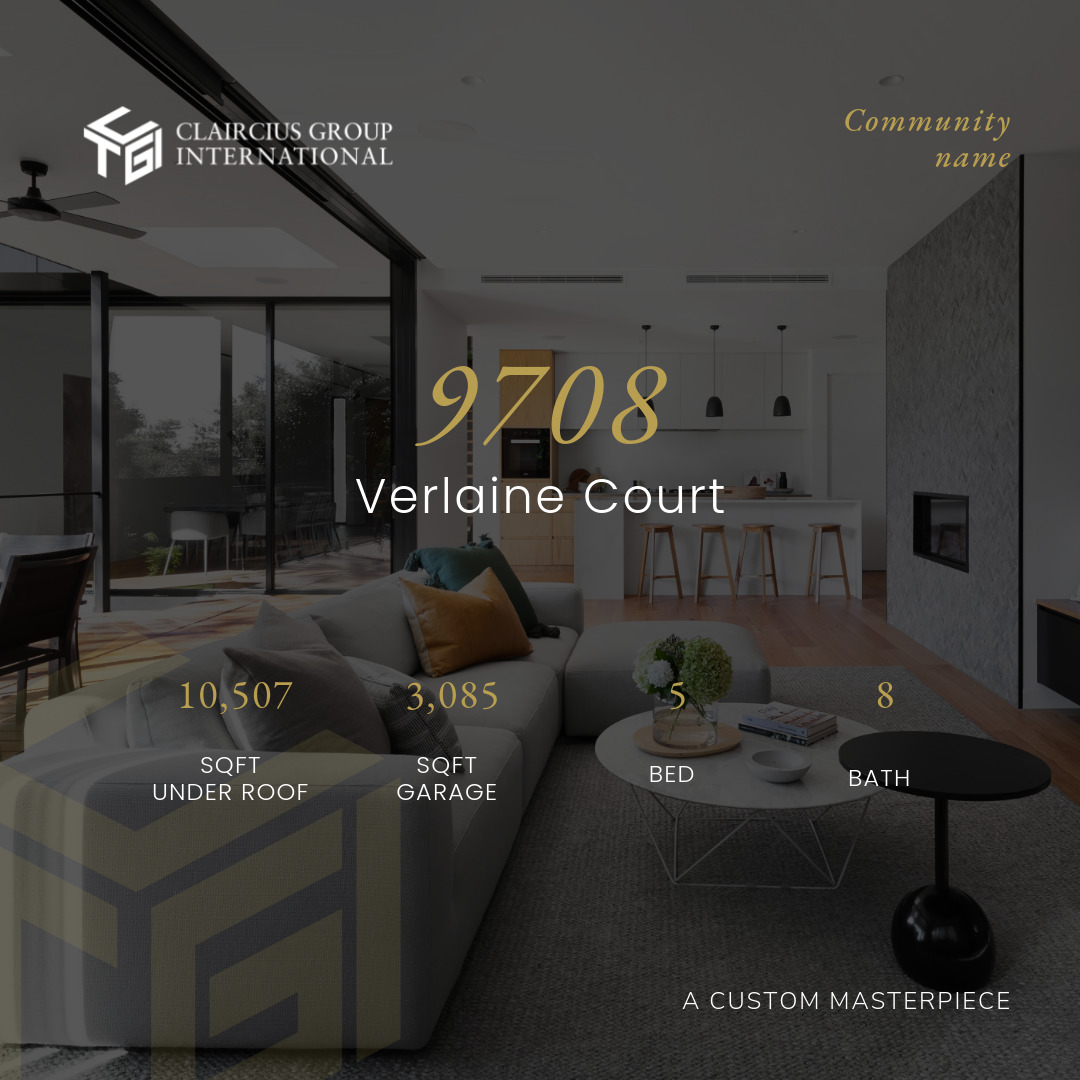 CLAIRCIUS GROUP
INTERNATIONAL
Community
name
9708
Verlaine Court
10,507
SQFT
UNDER ROOF
3,085
SQFT
GARAGE
5
BED
8
BATH
A CUSTOM MASTERPIECE